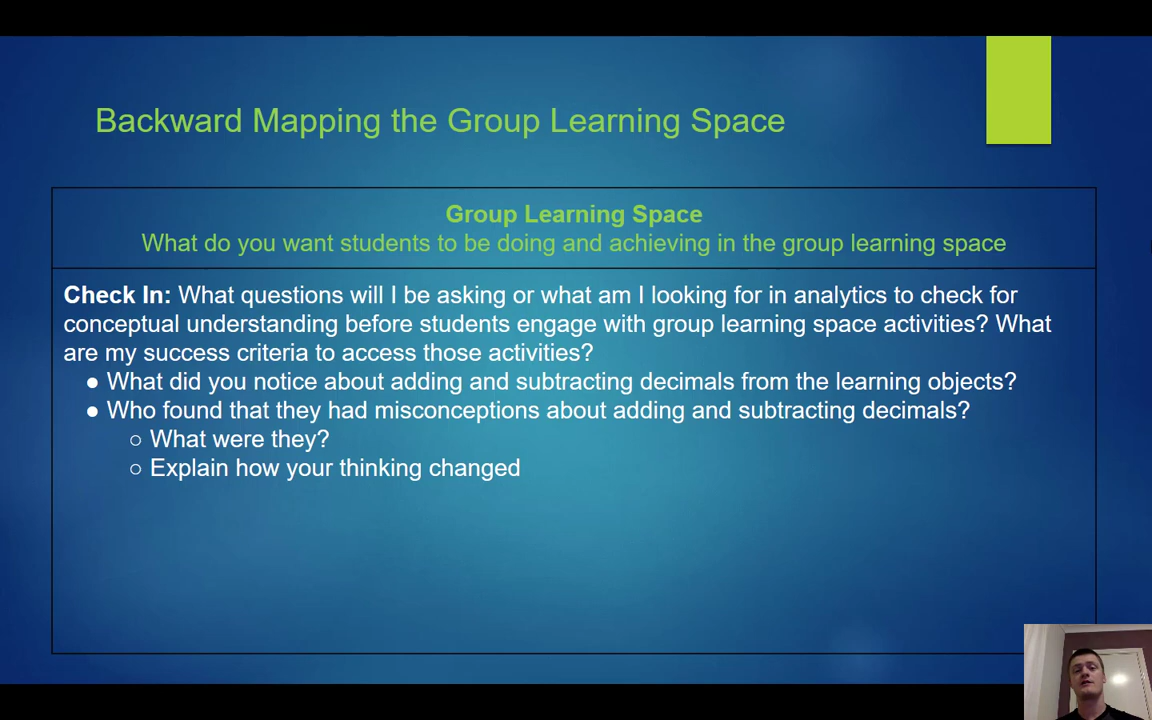 Backward Mapping the Group Learning Space
Group Learning Space
What do you want students to be doing and achieving in the group learning space
Check In: What questions will I be asking or what am I looking for in analytics to check for
conceptual understanding before students engage with group learning space activities? What
are my success criteria to access those activities?
● What did you notice about adding and subtracting decimals from the learning objects?
● Who found that they had misconceptions about adding and subtracting decimals?
○ What were they?
○ Explain how your thinking changed